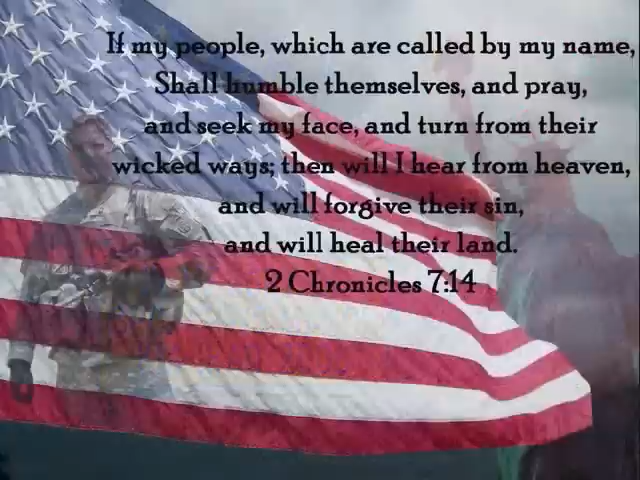 If my people, which are called by my name,
Shall humble themselves, and pray,
and seek my face, and turn from their
wicked ways; then will I hear from heaven,
and will forgive their sin,
and will heal their land.
2 Chronicles 7:14